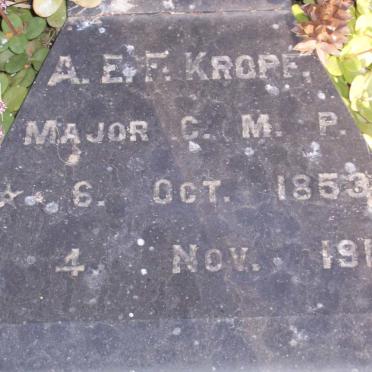 A. E. F. KROPF.
MAJOR C. M. P.
* 6. OCT. 1853
4. NOV. 191